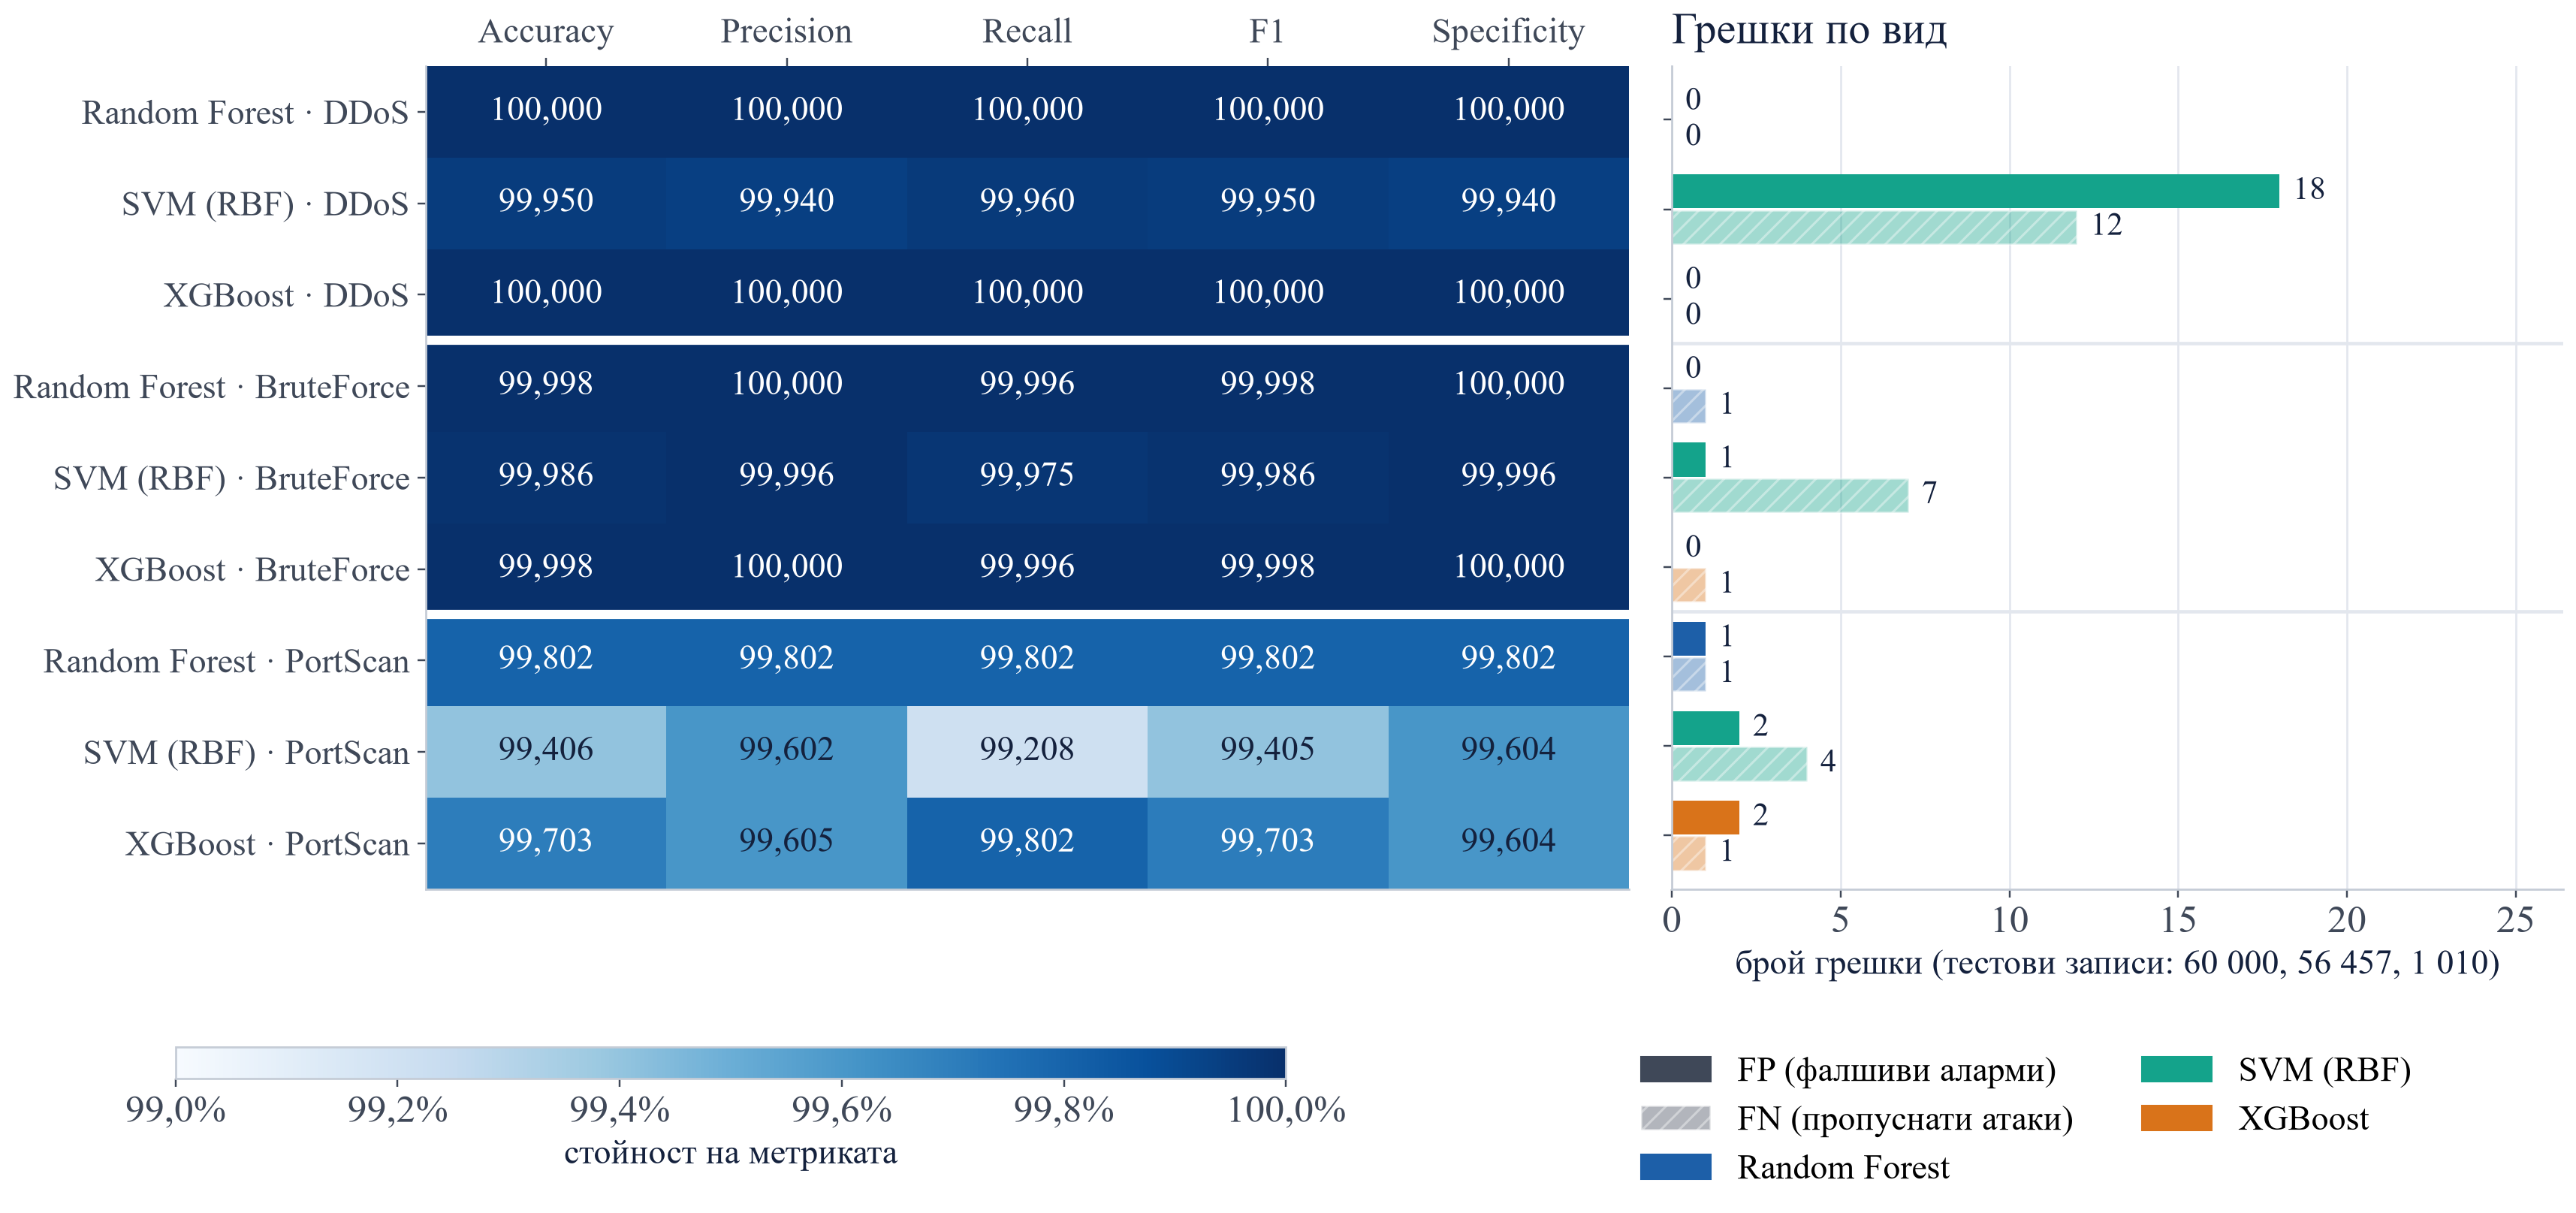 Accuracy Precision Recall F1 Specificity
Random Forest · DDoS 100,000 100,000 100,000 100,000 100,000
SVM (RBF) · DDoS 99,950 99,940 99,960 99,950 99,940
XGBoost · DDoS 100,000 100,000 100,000 100,000 100,000
Random Forest · BruteForce 99,998 100,000 99,996 99,998 100,000
SVM (RBF) · BruteForce 99,986 99,996 99,975 99,986 99,996
XGBoost · BruteForce 99,998 100,000 99,996 99,998 100,000
Random Forest · PortScan 99,802 99,802 99,802 99,802 99,802
SVM (RBF) · PortScan 99,406 99,602 99,208 99,405 99,604
XGBoost · PortScan 99,703 99,605 99,802 99,703 99,604
99,0% 99,2% 99,4% 99,6% 99,8% 100,0%
стойност на метриката
Грешки по вид
0
0
18
12
0
0
0
1
1
7
0
1
1
1
2
4
2
1
0 5 10 15 20 25
брой грешки (тестови записи: 60 000, 56 457, 1 010)
FP (фалшиви аларми)
FN (пропуснати атаки)
Random Forest
SVM (RBF)
XGBoost